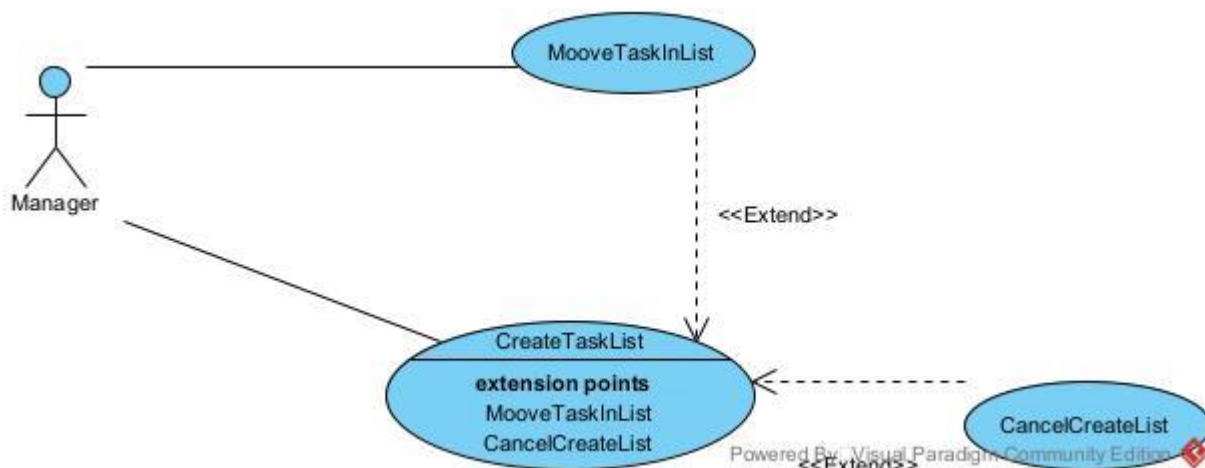 MooveTaskInList
Manager
<<Extend>>
CreateTaskList
extension points
MooveTaskInList
CancelCreateList
CancelCreateList
Powered By Visual Paradigm Community Edition
<<Extend>>